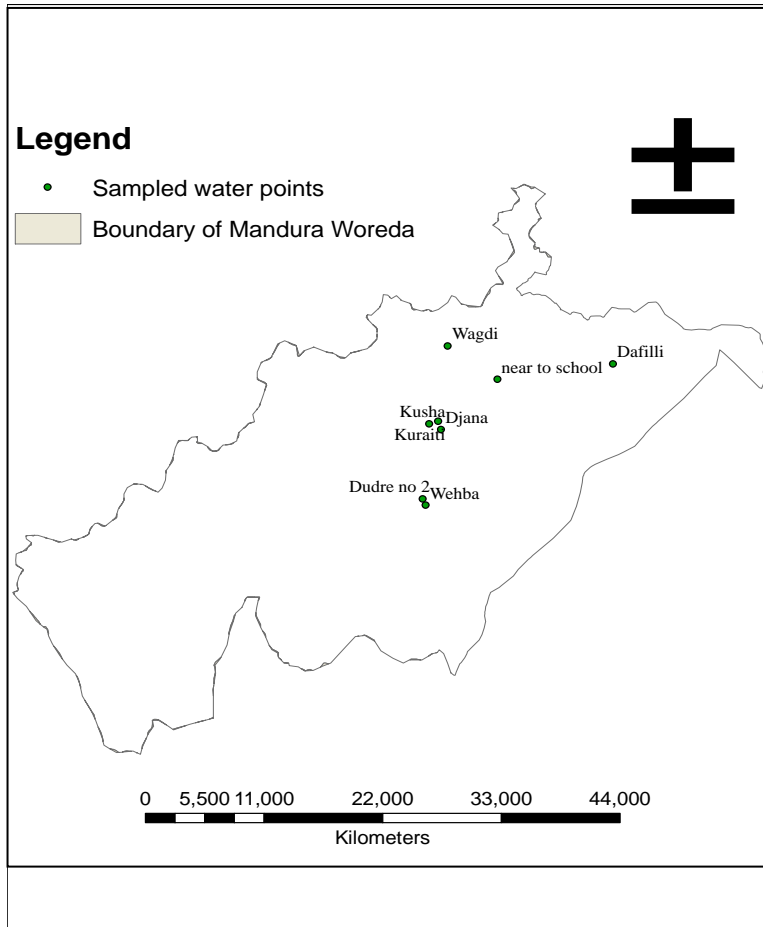 Legend
Sampled water points
Boundary of Mandura Woreda
Wagdi
Dafilli
near to school
Kusha
Djana
Kuraiti
Dudre no 2
Wehba
0 5,500 11,000 22,000 33,000 44,000
Kilometers